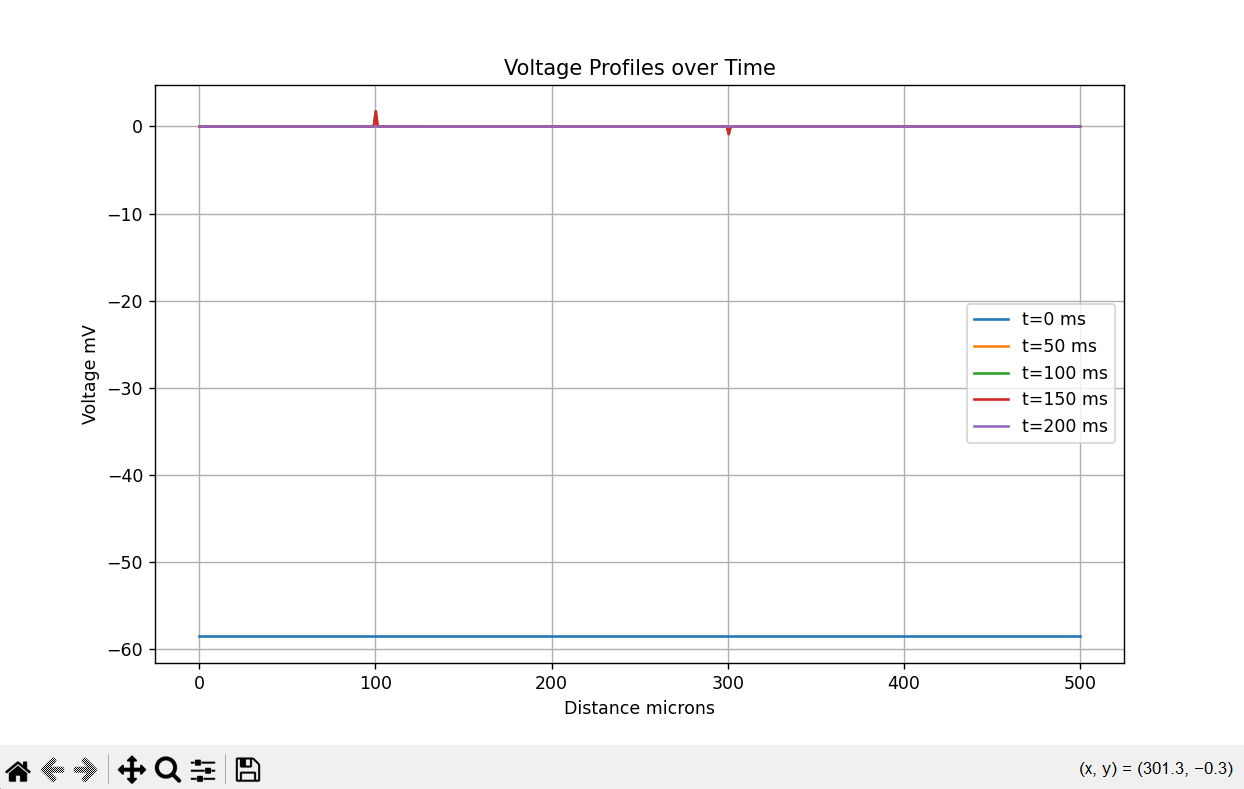 Voltage Profiles over Time
0
−10
−20
−30
−40
−50
−60
Voltage mV
t=0 ms
t=50 ms
t=100 ms
t=150 ms
t=200 ms
0 100 200 300 400 500
Distance microns
(x, y) = (301.3, −0.3)